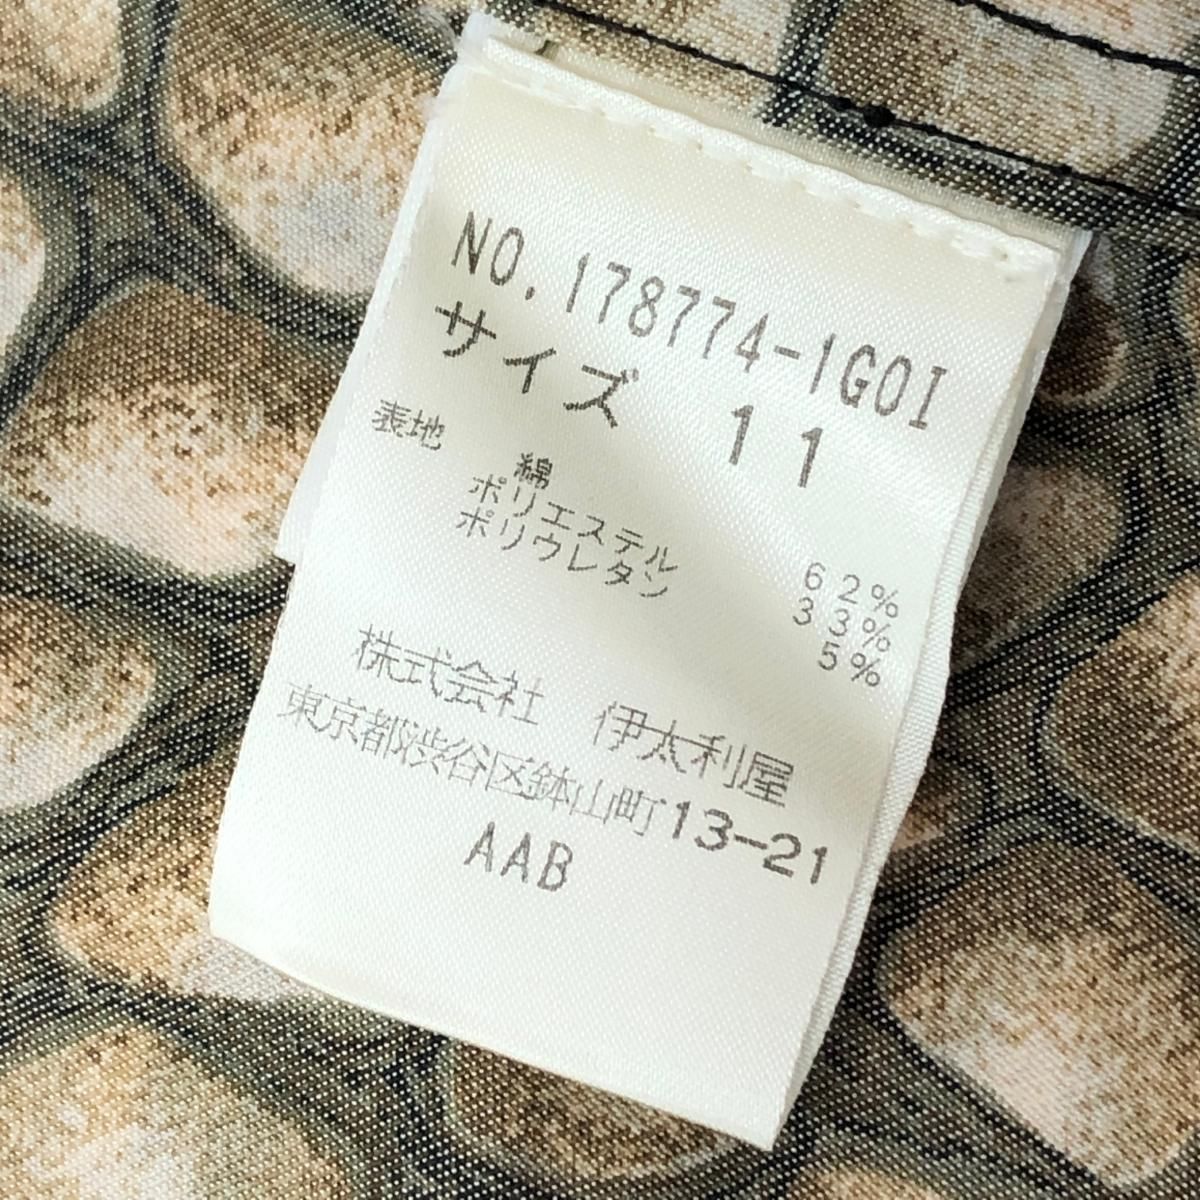 NO.178774-1GOI
サイズ 11
表地 綿 62%
ポリエステル 33%
ポリウレタン 5%
株式会社 伊太利屋
東京都渋谷区鉢山町13-21
AAB